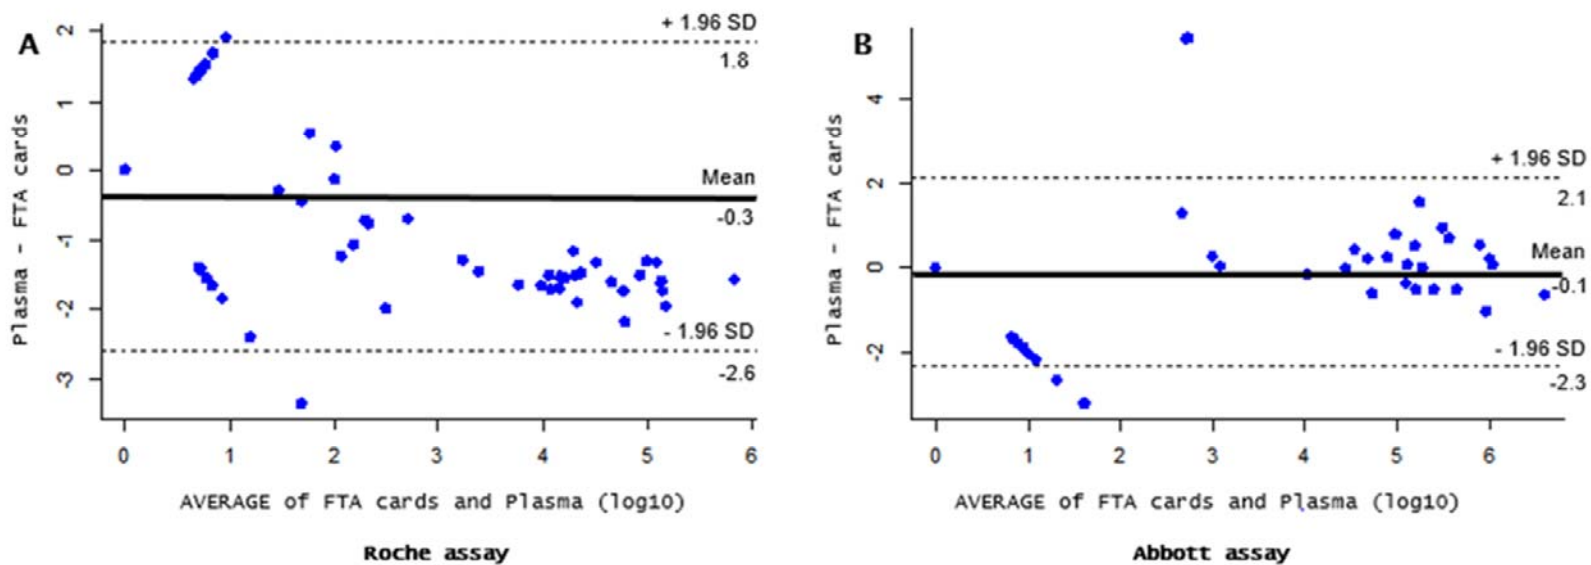 A
Plasma - FTA cards
2
1
0
-1
-2
-3
+ 1.96 SD
1.8
Mean
-0.3
- 1.96 SD
-2.6
0 1 2 3 4 5 6
AVERAGE of FTA cards and Plasma (log10)
Roche assay
B
Plasma - FTA cards
4
2
0
-2
+ 1.96 SD
2.1
Mean
-0.1
- 1.96 SD
-2.3
0 1 2 3 4 5 6
AVERAGE of FTA cards and Plasma (log10)
Abbott assay